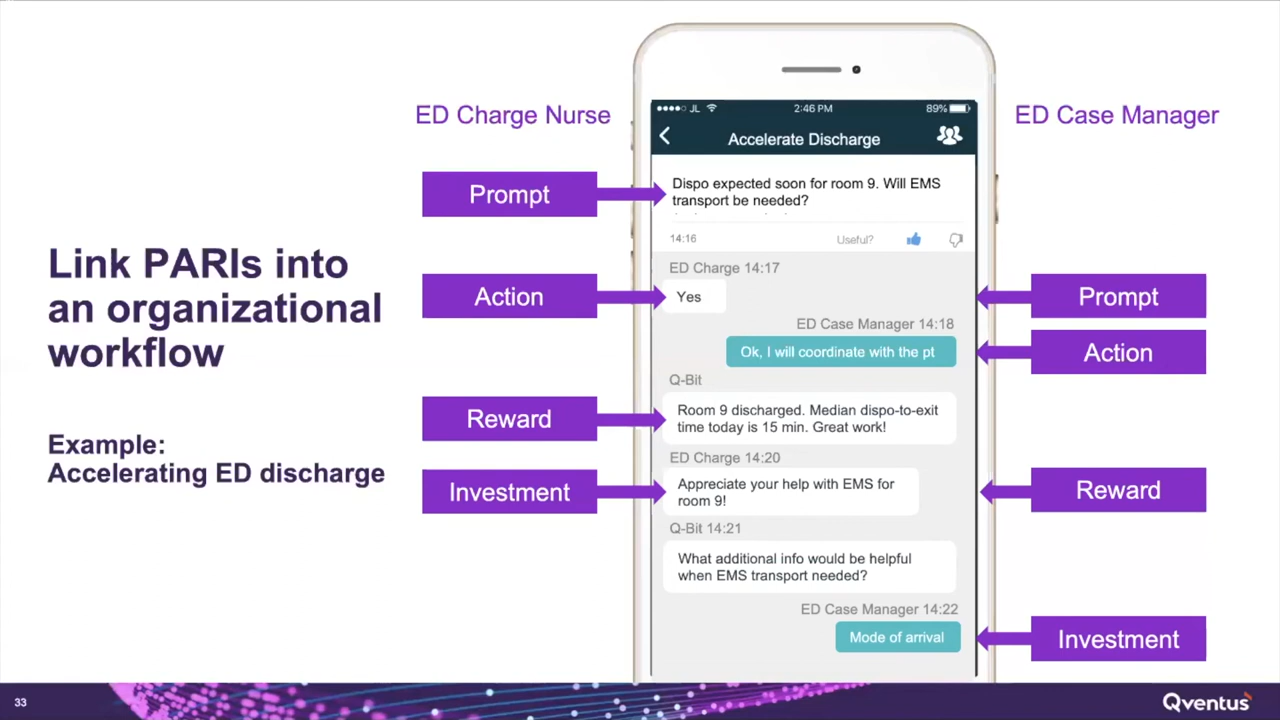 ED Charge Nurse
ED Case Manager
JL
2:46 PM
89%
Accelerate Discharge
Prompt
Dispo expected soon for room 9. Will EMS
transport be needed?
14:16
Useful?
Link PARIs into
an organizational
workflow
Example:
Accelerating ED discharge
ED Charge 14:17
Action
Yes
Prompt
ED Case Manager 14:18
Ok, I will coordinate with the pt
Action
Q-Bit
Reward
Room 9 discharged. Median dispo-to-exit
time today is 15 min. Great work!
ED Charge 14:20
Investment
Appreciate your help with EMS for
room 9!
Reward
Q-Bit 14:21
What additional info would be helpful
when EMS transport needed?
ED Case Manager 14:22
Mode of arrival
Investment
33
Qventus